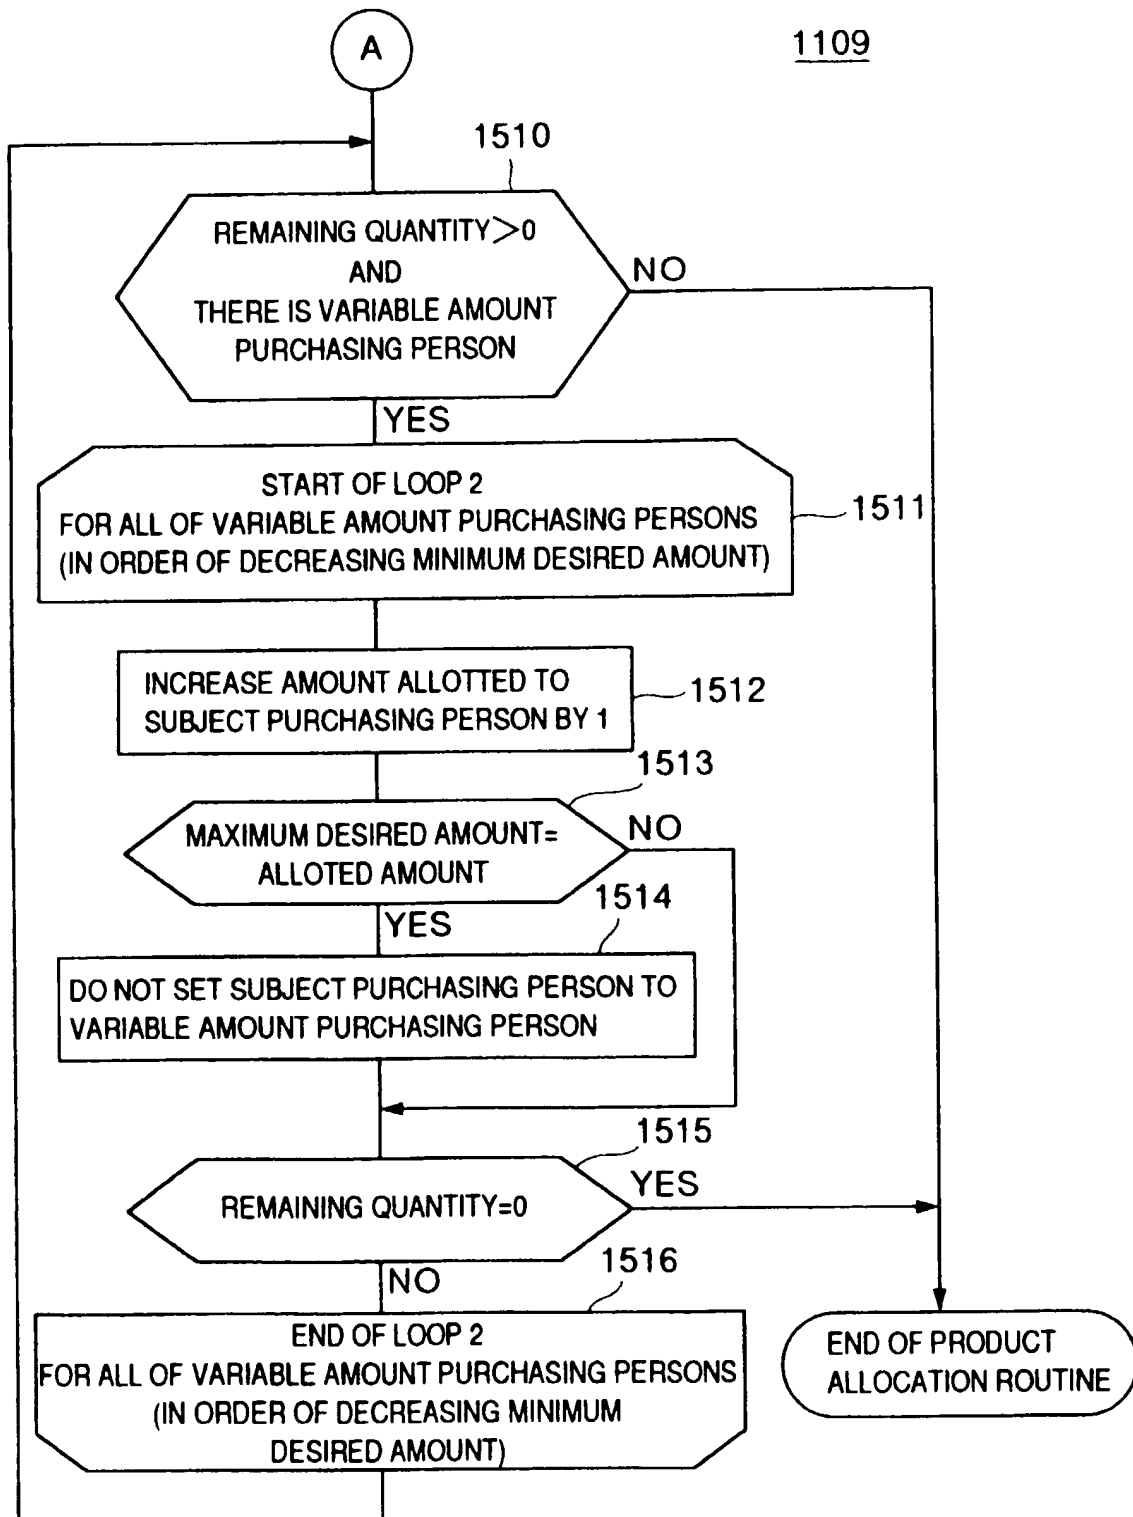 A
1109
1510
REMAINING QUANTITY>0
AND
THERE IS VARIABLE AMOUNT
PURCHASING PERSON
NO
YES
START OF LOOP 2
FOR ALL OF VARIABLE AMOUNT PURCHASING PERSONS
(IN ORDER OF DECREASING MINIMUM DESIRED AMOUNT)
1511
INCREASE AMOUNT ALLOTTED TO
SUBJECT PURCHASING PERSON BY 1
1512
1513
MAXIMUM DESIRED AMOUNT=
ALLOTED AMOUNT
NO
YES
1514
DO NOT SET SUBJECT PURCHASING PERSON TO
VARIABLE AMOUNT PURCHASING PERSON
1515
REMAINING QUANTITY=0
YES
NO
1516
END OF LOOP 2
FOR ALL OF VARIABLE AMOUNT PURCHASING PERSONS
(IN ORDER OF DECREASING MINIMUM
DESIRED AMOUNT)
END OF PRODUCT
ALLOCATION ROUTINE